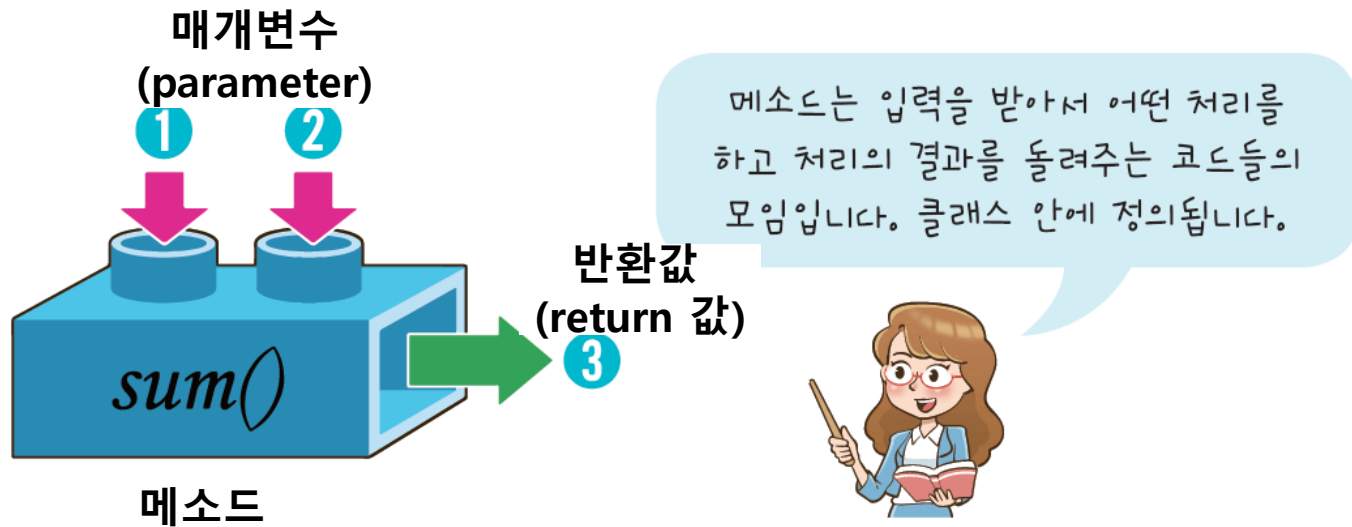 매개변수
(parameter)
1 2
메소드는 입력을 받아서 어떤 처리를
하고 처리의 결과를 돌려주는 코드들의
모임입니다. 클래스 안에 정의됩니다.
반환값
(return 값)
3
sum()
메소드